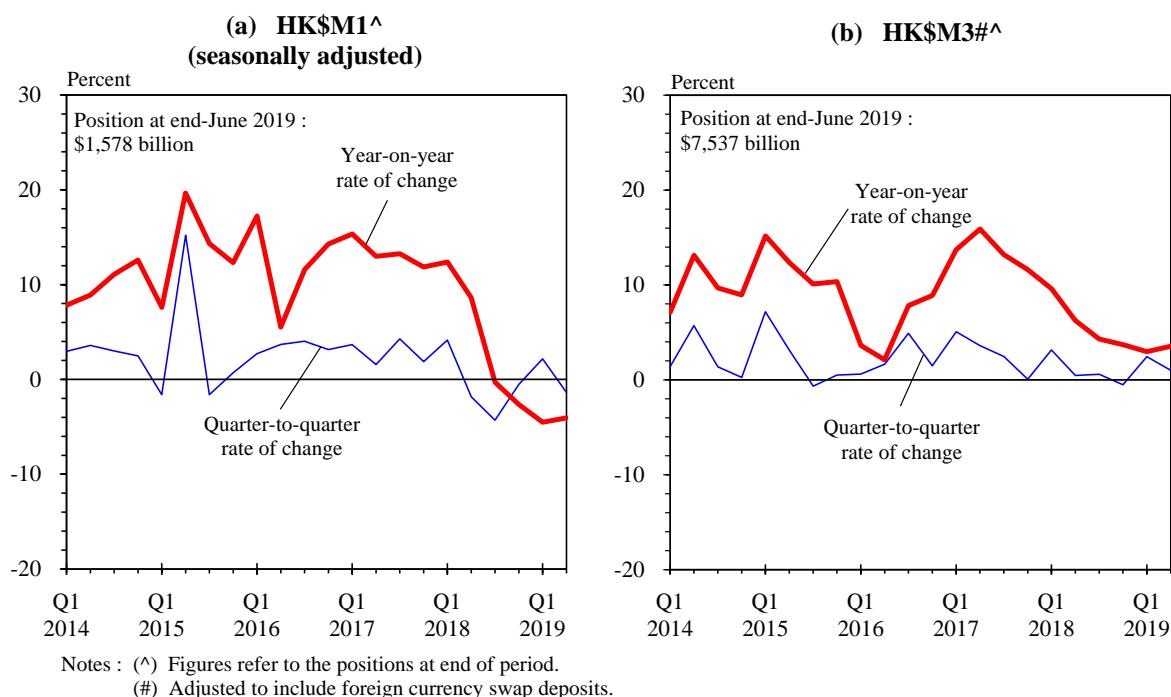 (a) HK$M1^
(seasonally adjusted)
Percent
30
20
10
0
-10
-20
Position at end-June 2019 :
$1,578 billion
Year-on-year
rate of change
Quarter-to-quarter
rate of change
Q1 Q1 Q1 Q1 Q1 Q1
2014 2015 2016 2017 2018 2019
(b) HK$M3#^
Percent
30
20
10
0
-10
-20
Position at end-June 2019 :
$7,537 billion
Year-on-year
rate of change
Quarter-to-quarter
rate of change
Q1 Q1 Q1 Q1 Q1 Q1
2014 2015 2016 2017 2018 2019
Notes : (^) Figures refer to the positions at end of period.
(#) Adjusted to include foreign currency swap deposits.